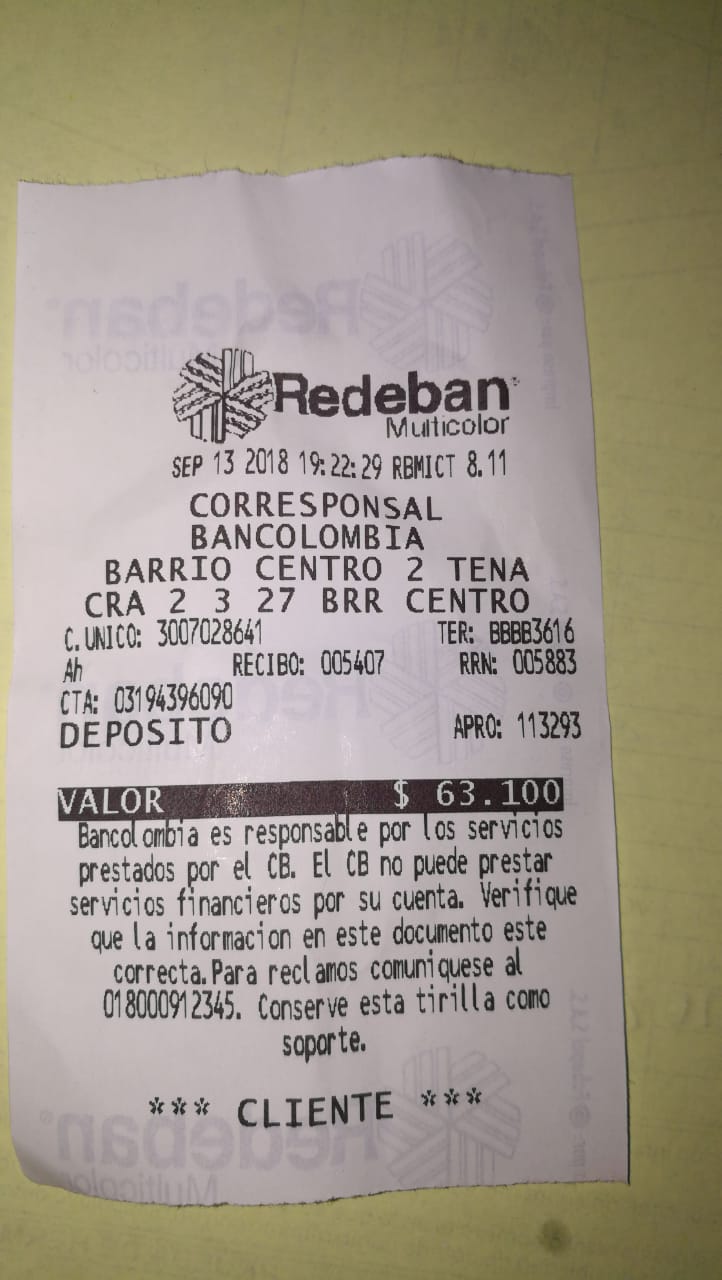 Redeban
Multicolor
SEP 13 2018 19:22:29 RBMICT 8.11
CORRESPONSAL
BANCOLOMBIA
BARRIO CENTRO 2 TENA
CRA 2 3 27 BRR CENTRO
C. UNICO: 3007028641 TER: BBBB3616
Ah RECIBO: 005407 RRN: 005883
CTA: 03194396090
DEPOSITO APRO: 113293
VALOR $ 63.100
Bancolombia es responsable por los servicios
prestados por el CB. El CB no puede prestar
servicios financieros por su cuenta. Verifique
que la informacion en este documento este
correcta.Para reclamos comuniquese al
018000912345. Conserve esta tirilla como
soporte.
*** CLIENTE ***